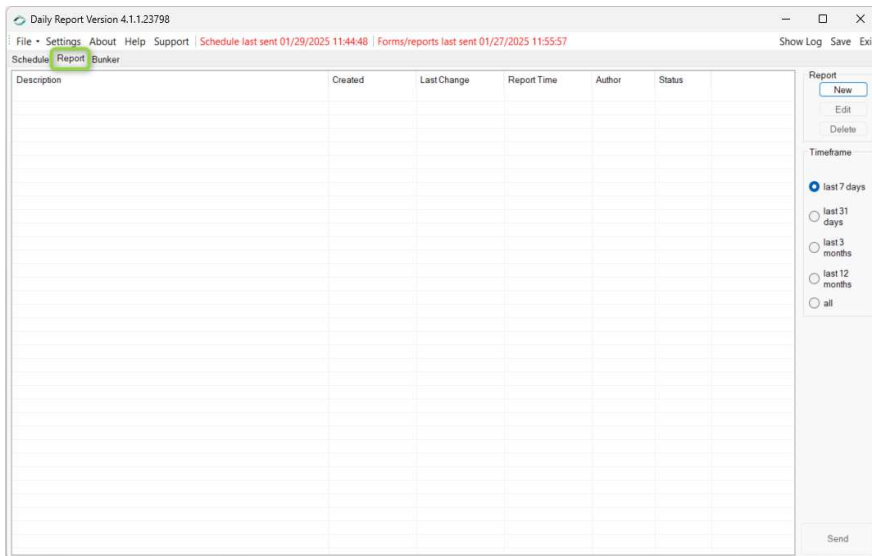 Daily Report Version 4.1.1.23798
File Settings About Help Support Schedule last sent 01/29/2025 11:44:48 Forms/reports last sent 01/27/2025 11:55:57 Show Log Save Exi
Schedule Report Bunker
Description Created Last Change Report Time Author Status
Report
New
Edit
Delete
Timeframe
last 7 days
last 31
days
last 3
months
last 12
months
all
Send